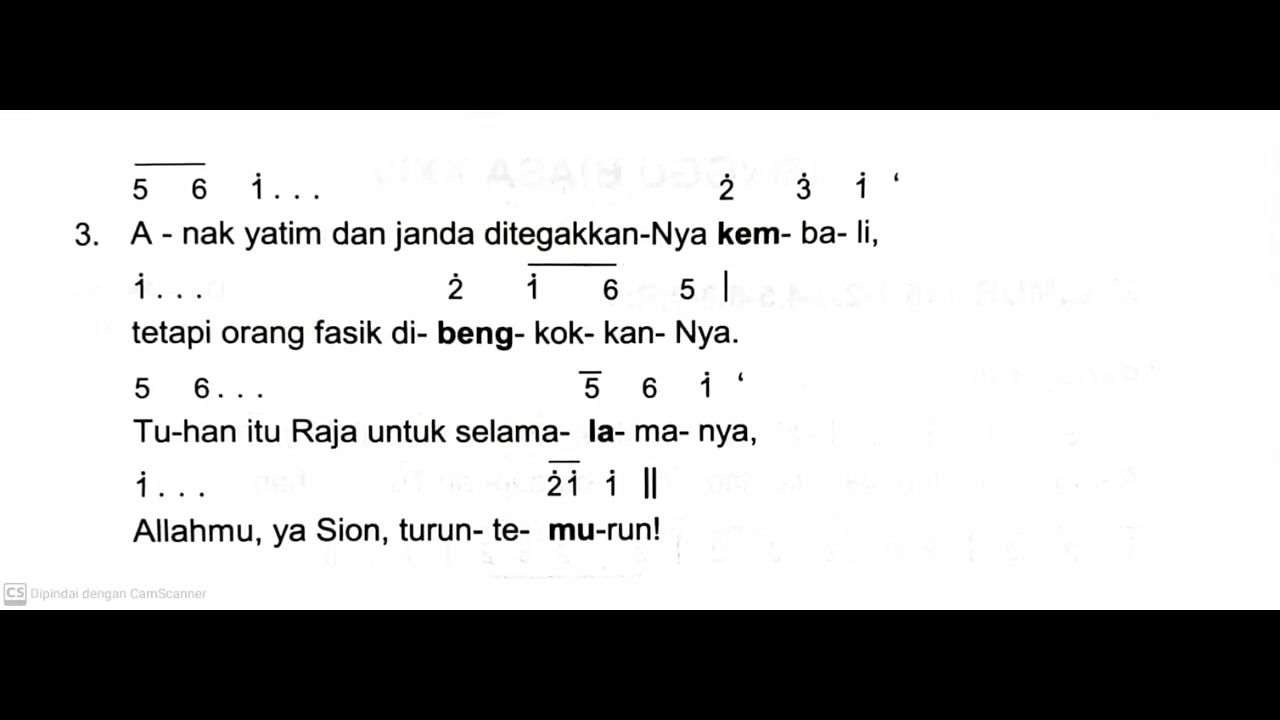 5 6 i̇ . . . 2̇ 3̇ i̇ ‘
3. A - nak yatim dan janda ditegakkan-Nya kem- ba- li,
1̇ . . . 2̇ 1̇ 6 5 |
tetapi orang fasik di- beng- kok- kan- Nya.
5 6 . . . 5 6 1̇ ‘
Tu-han itu Raja untuk selama- la- ma- nya,
1̇ . . . 2̇1̇ 1̇ ||
Allahmu, ya Sion, turun- te- mu-run!
CS Dipindai dengan CamScanner